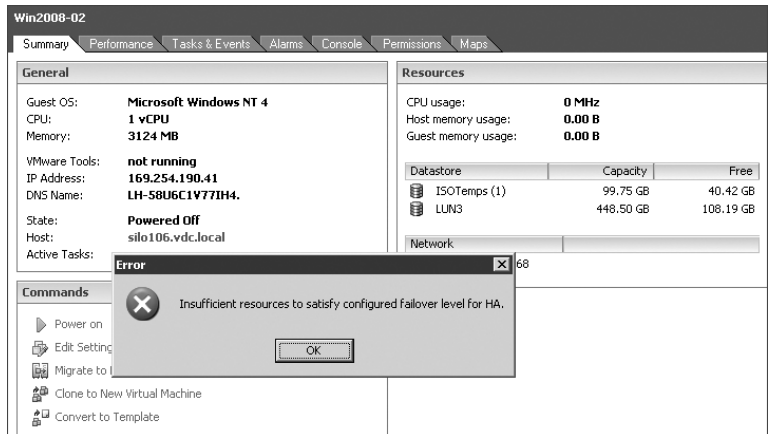 Win2008-02
Summary Performance Tasks & Events Alarms Console Permissions Maps
General
Guest OS: Microsoft Windows NT 4
CPU: 1 vCPU
Memory: 3124 MB
VMware Tools: not running
IP Address: 169.254.190.41
DNS Name: LH-58U6C1V77IH4.
State: Powered Off
Host: silo106.vdc.local
Active Tasks:
Resources
CPU usage: 0 MHz
Host memory usage: 0.00 B
Guest memory usage: 0.00 B
Datastore Capacity Free
ISOTemps (1) 99.75 GB 40.42 GB
LUN3 448.50 GB 108.19 GB
Network
68
Error
Insufficient resources to satisfy configured failover level for HA.
OK
Commands
Power on
Edit Setting
Migrate to
Clone to New Virtual Machine
Convert to Template